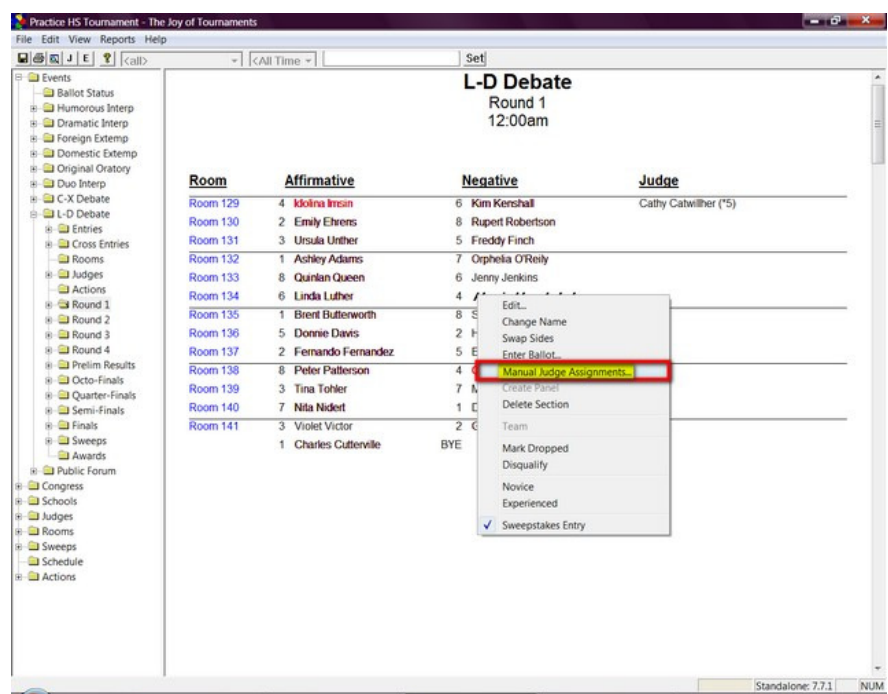 Practice HS Tournament - The Joy of Tournaments
File Edit View Reports Help
J E ? <all> <All Time Set
Events
Ballot Status
Humorous Interp
Dramatic Interp
Foreign Extemp
Domestic Extemp
Original Oratory
Duo Interp
C-X Debate
L-D Debate
Entries
Cross Entries
Rooms
Judges
Actions
Round 1
Round 2
Round 3
Round 4
Prelim Results
Octo-Finals
Quarter-Finals
Semi-Finals
Finals
Sweeps
Awards
Public Forum
Congress
Schools
Judges
Rooms
Sweeps
Schedule
Actions
L-D Debate
Round 1
12:00am
Room Affirmative Negative Judge
Room 129 4 Idolina Imsin 6 Kim Kenshall Cathy Catwillher (*5)
Room 130 2 Emily Ehrens 8 Rupert Robertson
Room 131 3 Ursula Unther 5 Freddy Finch
Room 132 1 Ashley Adams 7 Orphelia O'Reily
Room 133 8 Quinlan Queen 6 Jenny Jenkins
Room 134 6 Linda Luther 4
Room 135 1 Brent Butterworth 8 S
Room 136 5 Donnie Davis 2 H
Room 137 2 Fernando Fernandez 5 E
Room 138 8 Peter Patterson 4
Room 139 3 Tina Tohler 7
Room 140 7 Nita Nidert 1
Room 141 3 Violet Victor 2 G
1 Charles Cutterville BYE
Edit...
Change Name
Swap Sides
Enter Ballot...
Manual Judge Assignments...
Create Panel
Delete Section
Team
Mark Dropped
Disqualify
Novice
Experienced
Sweepstakes Entry
Standalone: 7.7.1 NUM